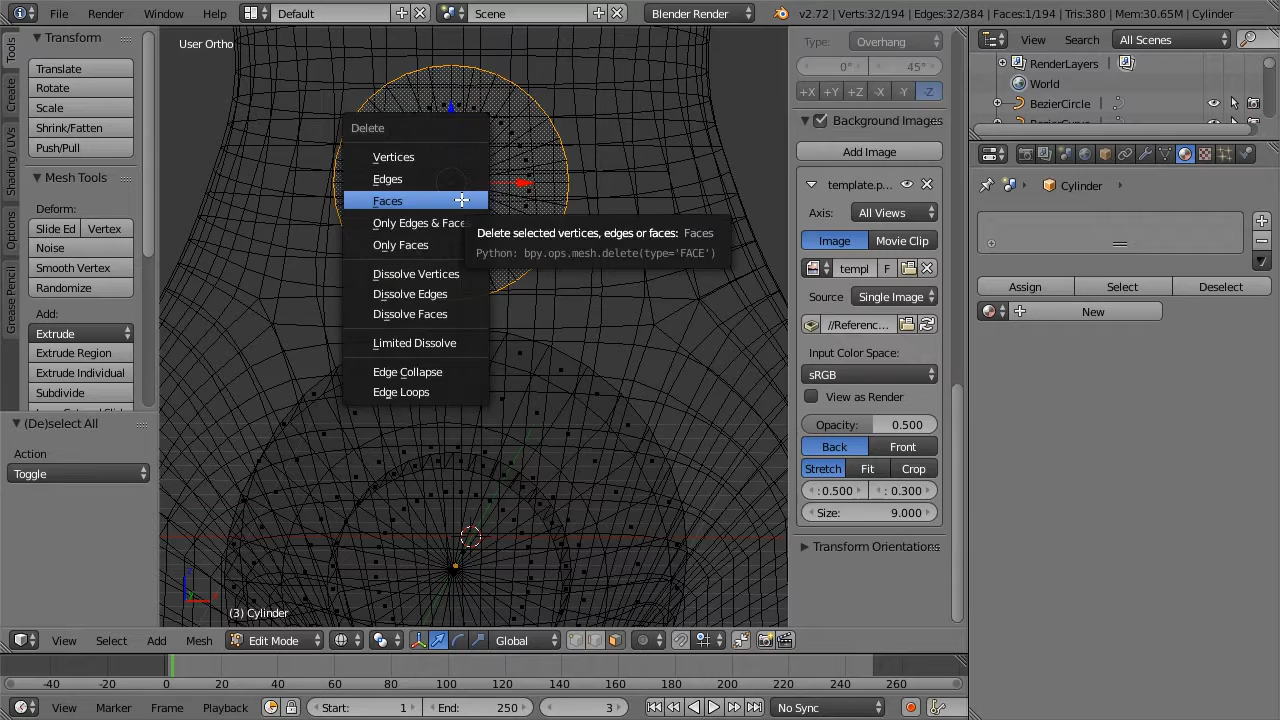 File Render Window Help Default Scene Blender Render v2.72 | Verts:32/194 | Edges:32/384 | Faces:1/194 | Tris:380 | Mem:30.65M | Cylinder
Tools
Create
Shading / UVs
Options
Grease Pencil
Transform
Translate
Rotate
Scale
Shrink/Fatten
Push/Pull
Mesh Tools
Deform:
Slide Ed Vertex
Noise
Smooth Vertex
Randomize
Add:
Extrude
Extrude Region
Extrude Individual
Subdivide
(De)select All
Action
Toggle
User Ortho
Delete
Vertices
Edges
Faces
Only Edges & Face
Only Faces
Dissolve Vertices
Dissolve Edges
Dissolve Faces
Limited Dissolve
Edge Collapse
Edge Loops
Delete selected vertices, edges or faces: Faces
Python: bpy.ops.mesh.delete(type='FACE')
(3) Cylinder
Type: Overhang
0° 45°
+X +Y +Z -X -Y -Z
Background Images
Add Image
template.p...
Axis: All Views
Image Movie Clip
templ F
Source Single Image
//Referenc...
Input Color Space:
sRGB
View as Render
Opacity: 0.500
Back Front
Stretch Fit Crop
: 0.500 : 0.300
Size: 9.000
Transform Orientations
View Search All Scenes
RenderLayers
World
BezierCircle
Cylinder
Assign Select Deselect
New
View Select Add Mesh Edit Mode Global
-40 -20 0 20 40 60 80 100 120 140 160 180 200 220 240 260
View Marker Frame Playback Start: 1 End: 250 3 No Sync